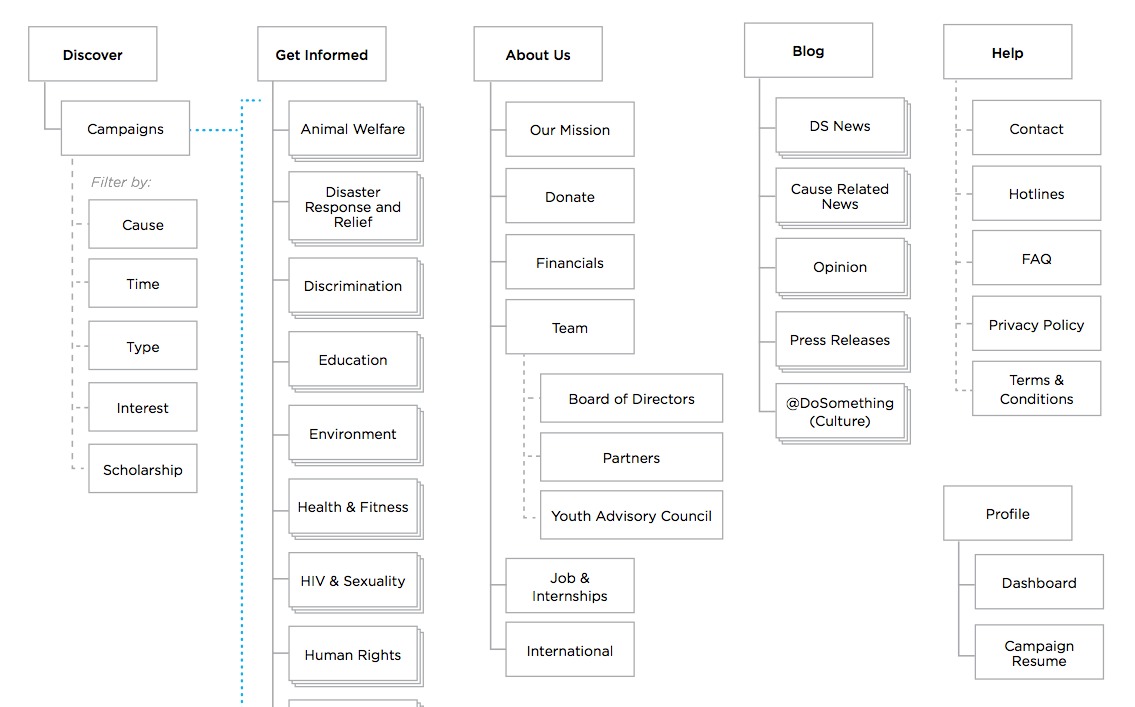 Discover
Campaigns
Filter by:
Cause
Time
Type
Interest
Scholarship
Get Informed
Animal Welfare
Disaster
Response and
Relief
Discrimination
Education
Environment
Health & Fitness
HIV & Sexuality
Human Rights
About Us
Our Mission
Donate
Financials
Team
Board of Directors
Partners
Youth Advisory Council
Job &
Internships
International
Blog
DS News
Cause Related
News
Opinion
Press Releases
@DoSomething
(Culture)
Help
Contact
Hotlines
FAQ
Privacy Policy
Terms &
Conditions
Profile
Dashboard
Campaign
Resume